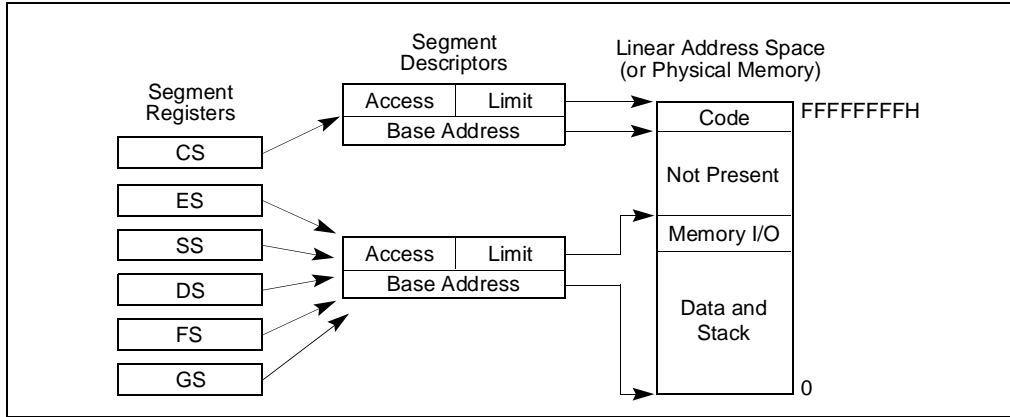 Segment
Registers
CS
ES
SS
DS
FS
GS
Segment
Descriptors
Access Limit
Base Address
Access Limit
Base Address
Linear Address Space
(or Physical Memory)
Code
FFFFFFFFH
Not Present
Memory I/O
Data and
Stack
0